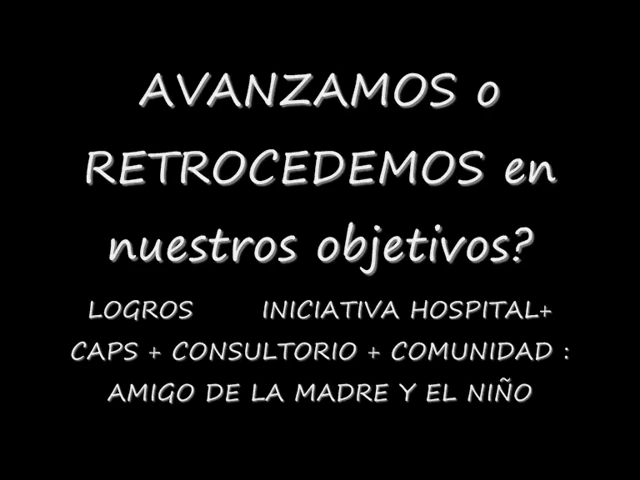 AVANZAMOS o
RETROCEDEMOS en
nuestros objetivos?
LOGROS INICIATIVA HOSPITAL+
CAPS + CONSULTORIO + COMUNIDAD :
AMIGO DE LA MADRE Y EL NIÑO